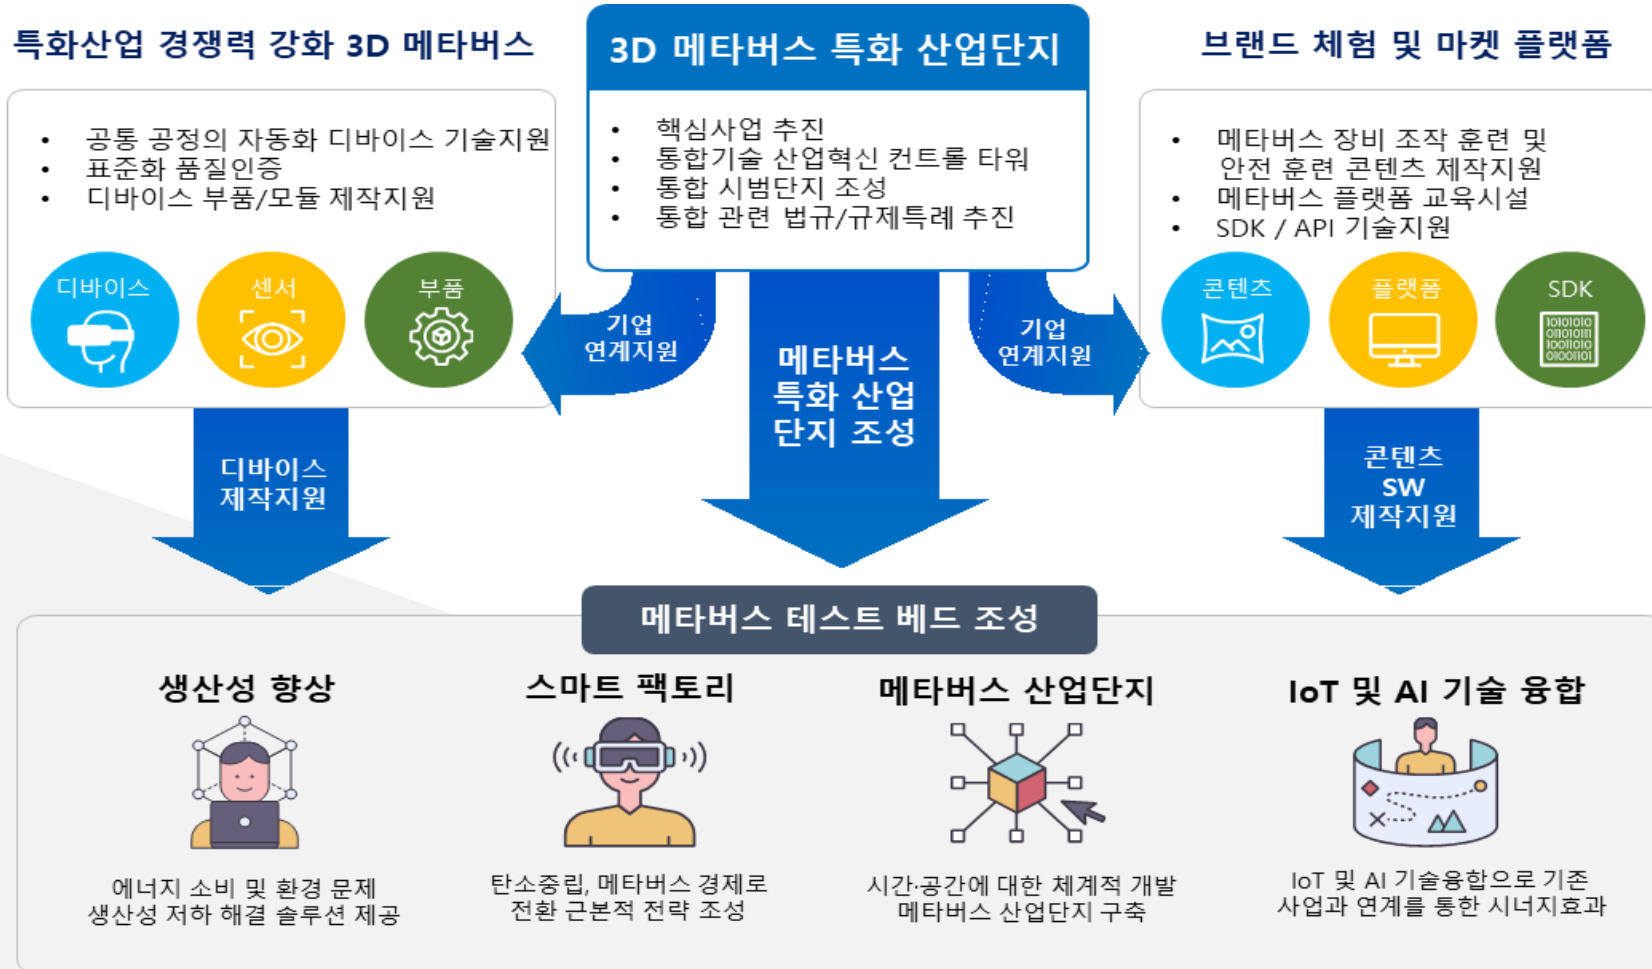 특화산업 경쟁력 강화 3D 메타버스
• 공통 공정의 자동화 디바이스 기술지원
• 표준화 품질인증
• 디바이스 부품/모듈 제작지원
디바이스
센서
부품
3D 메타버스 특화 산업단지
• 핵심사업 추진
• 통합기술 산업혁신 컨트롤 타워
• 통합 시범단지 조성
• 통합 관련 법규/규제특례 추진
브랜드 체험 및 마켓 플랫폼
• 메타버스 장비 조작 훈련 및
안전 훈련 콘텐츠 제작지원
• 메타버스 플랫폼 교육시설
• SDK / API 기술지원
콘텐츠
플랫폼
SDK
10101010
01101011
10011010
01001101
기업
연계지원
기업
연계지원
메타버스
특화 산업
단지 조성
디바이스
제작지원
콘텐츠
SW
제작지원
메타버스 테스트 베드 조성
생산성 향상
에너지 소비 및 환경 문제
생산성 저하 해결 솔루션 제공
스마트 팩토리
탄소중립, 메타버스 경제로
전환 근본적 전략 조성
메타버스 산업단지
시간·공간에 대한 체계적 개발
메타버스 산업단지 구축
IoT 및 AI 기술 융합
IoT 및 AI 기술융합으로 기존
사업과 연계를 통한 시너지효과